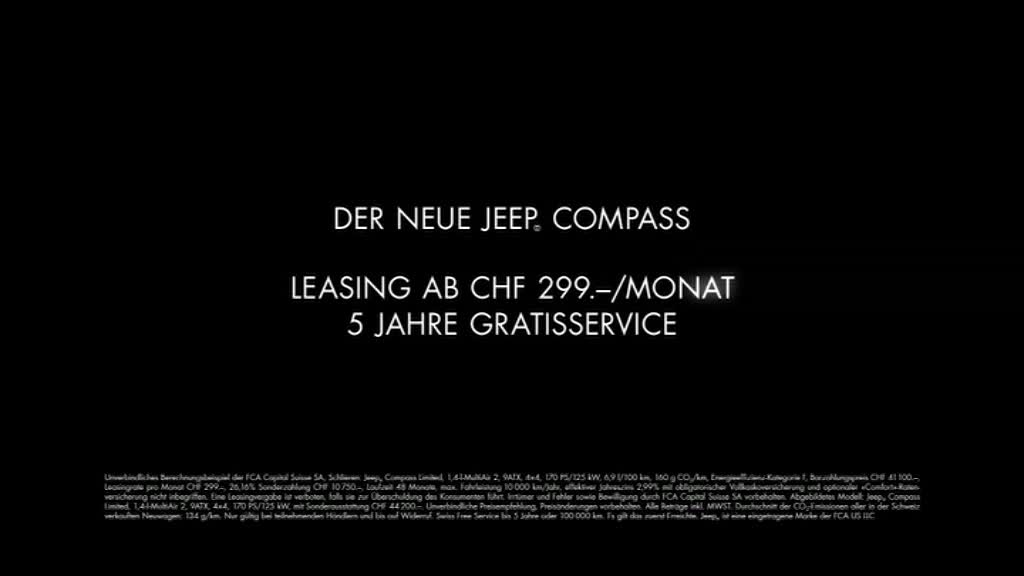 DER NEUE JEEP® COMPASS
LEASING AB CHF 299.–/MONAT
5 JAHRE GRATISSERVICE
Unverbindliches Berechnungsbeispiel der FCA Capital Suisse SA, Schlieren. Jeep® Compass Limited, 1,4-l-MultiAir 2, 9ATX, 4×4, 170 PS/125 kW, 6,9 l/100 km, 160 g CO₂/km, Energieeffizienz-Kategorie F, Barzahlungspreis CHF 41 100.–,
Leasingrate pro Monat CHF 299.–, 26,16% Sonderzahlung CHF 10 750.–, Laufzeit 48 Monate, max. Fahrleistung 10 000 km/Jahr, effektiver Jahreszins 2,99% mit obligatorischer Vollkaskoversicherung und optionaler «Comfort»-Raten-
versicherung nicht inbegriffen. Eine Leasingvergabe ist verboten, falls sie zur Überschuldung des Konsumenten führt. Irrtümer und Fehler sowie Bewilligung durch FCA Capital Suisse SA vorbehalten. Abgebildetes Modell: Jeep® Compass
Limited, 1,4-l-MultiAir 2, 9ATX, 4×4, 170 PS/125 kW, mit Sonderausstattung CHF 44 200.–. Unverbindliche Preisempfehlung, Preisänderungen vorbehalten. Alle Beträge inkl. MWST. Durchschnitt der CO₂-Emissionen aller in der Schweiz
verkauften Neuwagen: 134 g/km. Nur gültig bei teilnehmenden Händlern und bis auf Widerruf. Swiss Free Service bis 5 Jahre oder 100 000 km. Es gilt das zuerst Erreichte. Jeep® ist eine eingetragene Marke der FCA US LLC